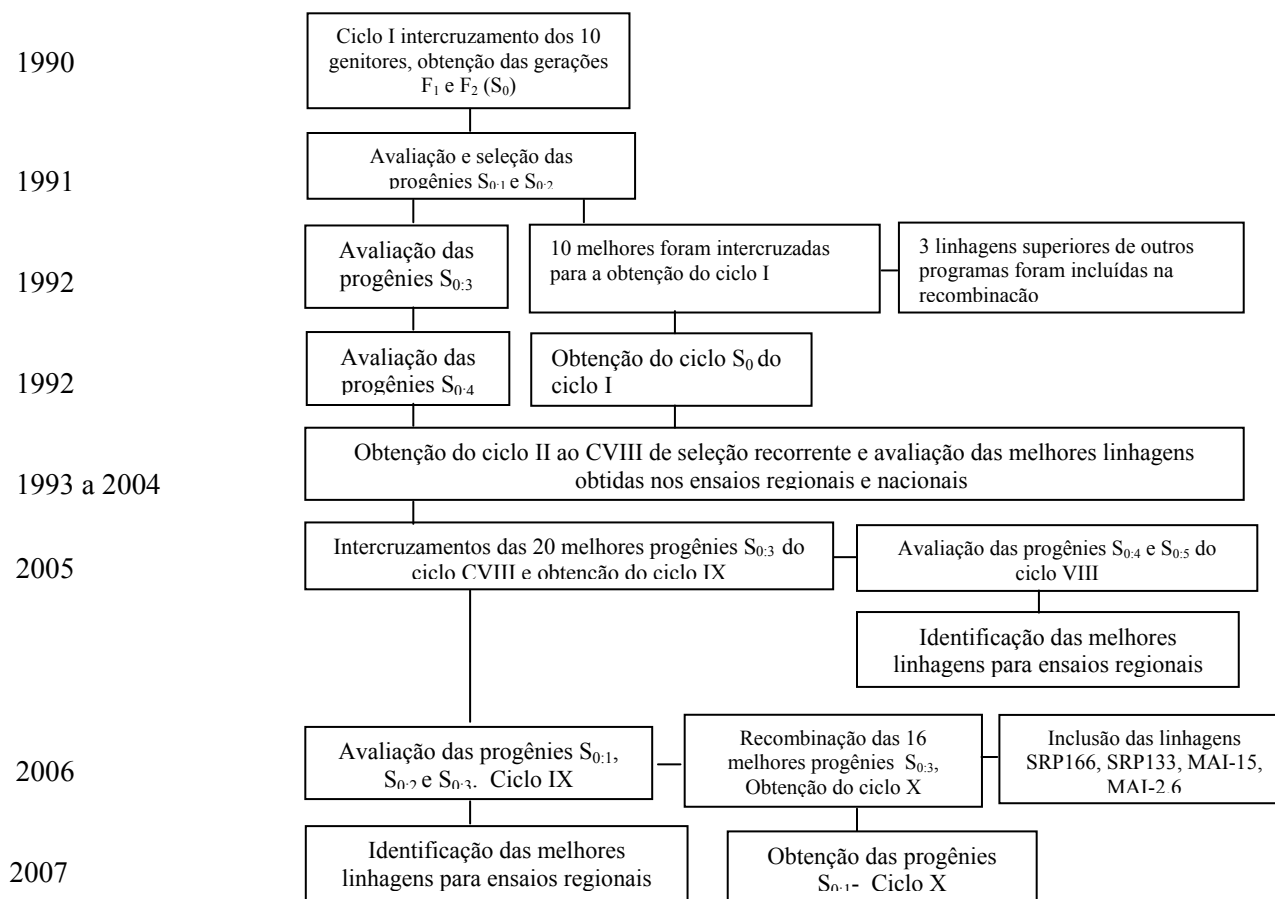 1990
Ciclo I intercruzamento dos 10
genitores, obtenção das gerações
F₁ e F₂ (S₀)
1991
Avaliação e seleção das
progênies S₀:₁ e S₀:₂
1992
Avaliação das
progênies S₀:₃
10 melhores foram intercruzadas
para a obtenção do ciclo I
3 linhagens superiores de outros
programas foram incluídas na
recombinacão
1992
Avaliação das
progênies S₀:₄
Obtenção do ciclo S₀ do
ciclo I
1993 a 2004
Obtenção do ciclo II ao CVIII de seleção recorrente e avaliação das melhores linhagens
obtidas nos ensaios regionais e nacionais
2005
Intercruzamentos das 20 melhores progênies S₀:₃ do
ciclo CVIII e obtenção do ciclo IX
Avaliação das progênies S₀:₄ e S₀:₅ do
ciclo VIII
Identificação das melhores
linhagens para ensaios regionais
2006
Avaliação das progênies S₀:₁,
S₀:₂ e S₀:₃. Ciclo IX
Recombinação das 16
melhores progênies S₀:₃,
Obtenção do ciclo X
Inclusão das linhagens
SRP166, SRP133, MAI-15,
MAI-2.6
2007
Identificação das melhores
linhagens para ensaios regionais
Obtenção das progênies
S₀:₁- Ciclo X